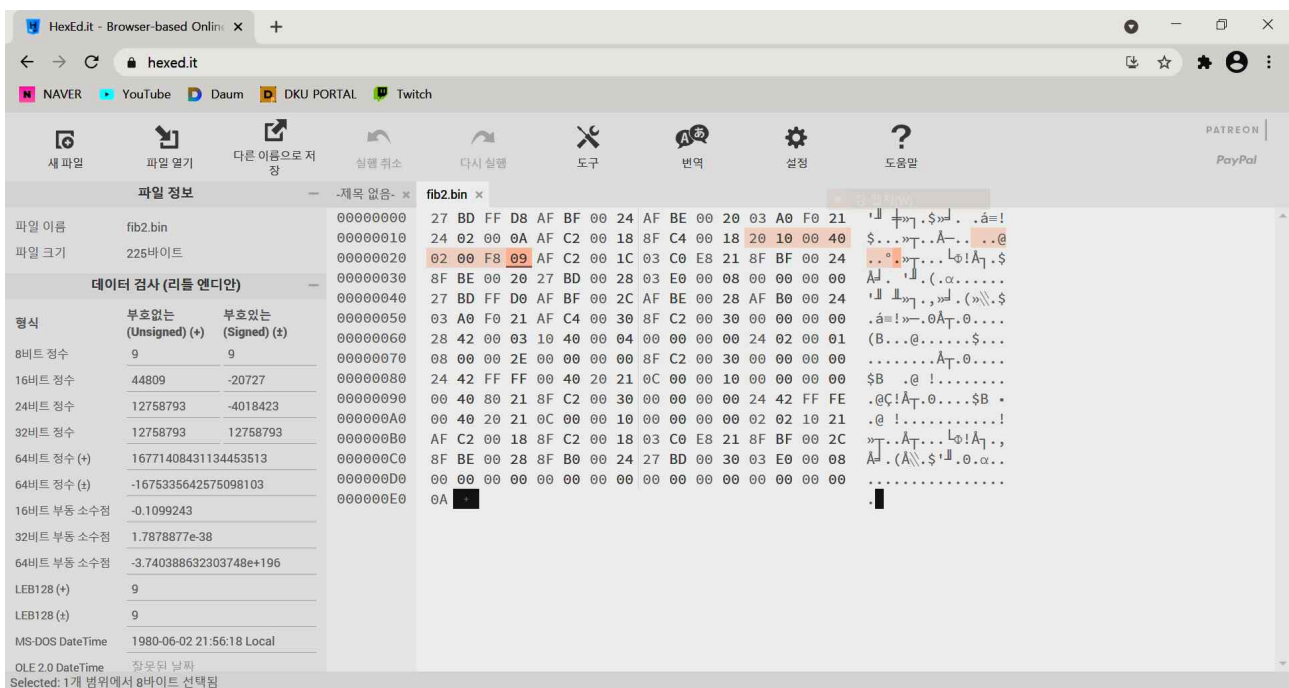 HexEd.it - Browser-based Onlin
hexed.it
NAVER YouTube Daum DKU PORTAL Twitch
새 파일 파일 열기 다른 이름으로 저장 실행 취소 다시 실행 도구 번역 설정 도움말 PATREON PayPal
파일 정보 -제목 없음- × fib2.bin ×
파일 이름 fib2.bin
파일 크기 225바이트
데이터 검사 (리틀 엔디안)
형식 부호없는 (Unsigned) (+) 부호있는 (Signed) (±)
8비트 정수 9 9
16비트 정수 44809 -20727
24비트 정수 12758793 -4018423
32비트 정수 12758793 12758793
64비트 정수 (+) 16771408431134453513
64비트 정수 (±) -1675335642575098103
16비트 부동 소수점 -0.1099243
32비트 부동 소수점 1.7878877e-38
64비트 부동 소수점 -3.740388632303748e+196
LEB128 (+) 9
LEB128 (±) 9
MS-DOS DateTime 1980-06-02 21:56:18 Local
OLE 2.0 DateTime 잘못된 날짜
Selected: 1개 범위에서 8바이트 선택됨
00000000 27 BD FF D8 AF BF 00 24 AF BE 00 20 03 A0 F0 21
00000010 24 02 00 0A AF C2 00 18 8F C4 00 18 20 10 00 40
00000020 02 00 F8 09 AF C2 00 1C 03 C0 E8 21 8F BF 00 24
00000030 8F BE 00 20 27 BD 00 28 03 E0 00 08 00 00 00 00
00000040 27 BD FF D0 AF BF 00 2C AF BE 00 28 AF B0 00 24
00000050 03 A0 F0 21 AF C4 00 30 8F C2 00 30 00 00 00 00
00000060 28 42 00 03 10 40 00 04 00 00 00 00 24 02 00 01
00000070 08 00 00 2E 00 00 00 00 8F C2 00 30 00 00 00 00
00000080 24 42 FF FF 00 40 20 21 0C 00 00 10 00 00 00 00
00000090 00 40 80 21 8F C2 00 30 00 00 00 00 24 42 FF FE
000000A0 00 40 20 21 0C 00 00 10 00 00 00 00 02 02 10 21
000000B0 AF C2 00 18 8F C2 00 18 03 C0 E8 21 8F BF 00 2C
000000C0 8F BE 00 28 8F B0 00 24 27 BD 00 30 03 E0 00 08
000000D0 00 00 00 00 00 00 00 00 00 00 00 00 00 00 00 00
000000E0 0A +